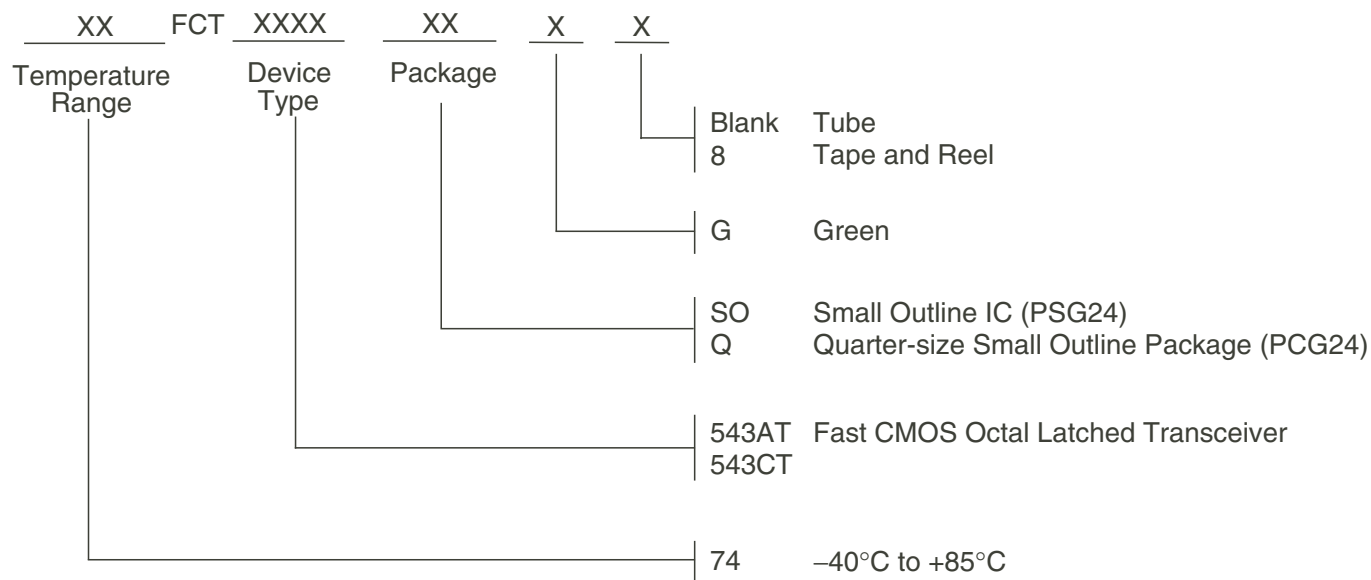 XX FCT XXXX XX X X
Temperature Range
Device Type
Package
Blank Tube
8 Tape and Reel
G Green
SO Small Outline IC (PSG24)
Q Quarter-size Small Outline Package (PCG24)
543AT Fast CMOS Octal Latched Transceiver
543CT
74 –40°C to +85°C